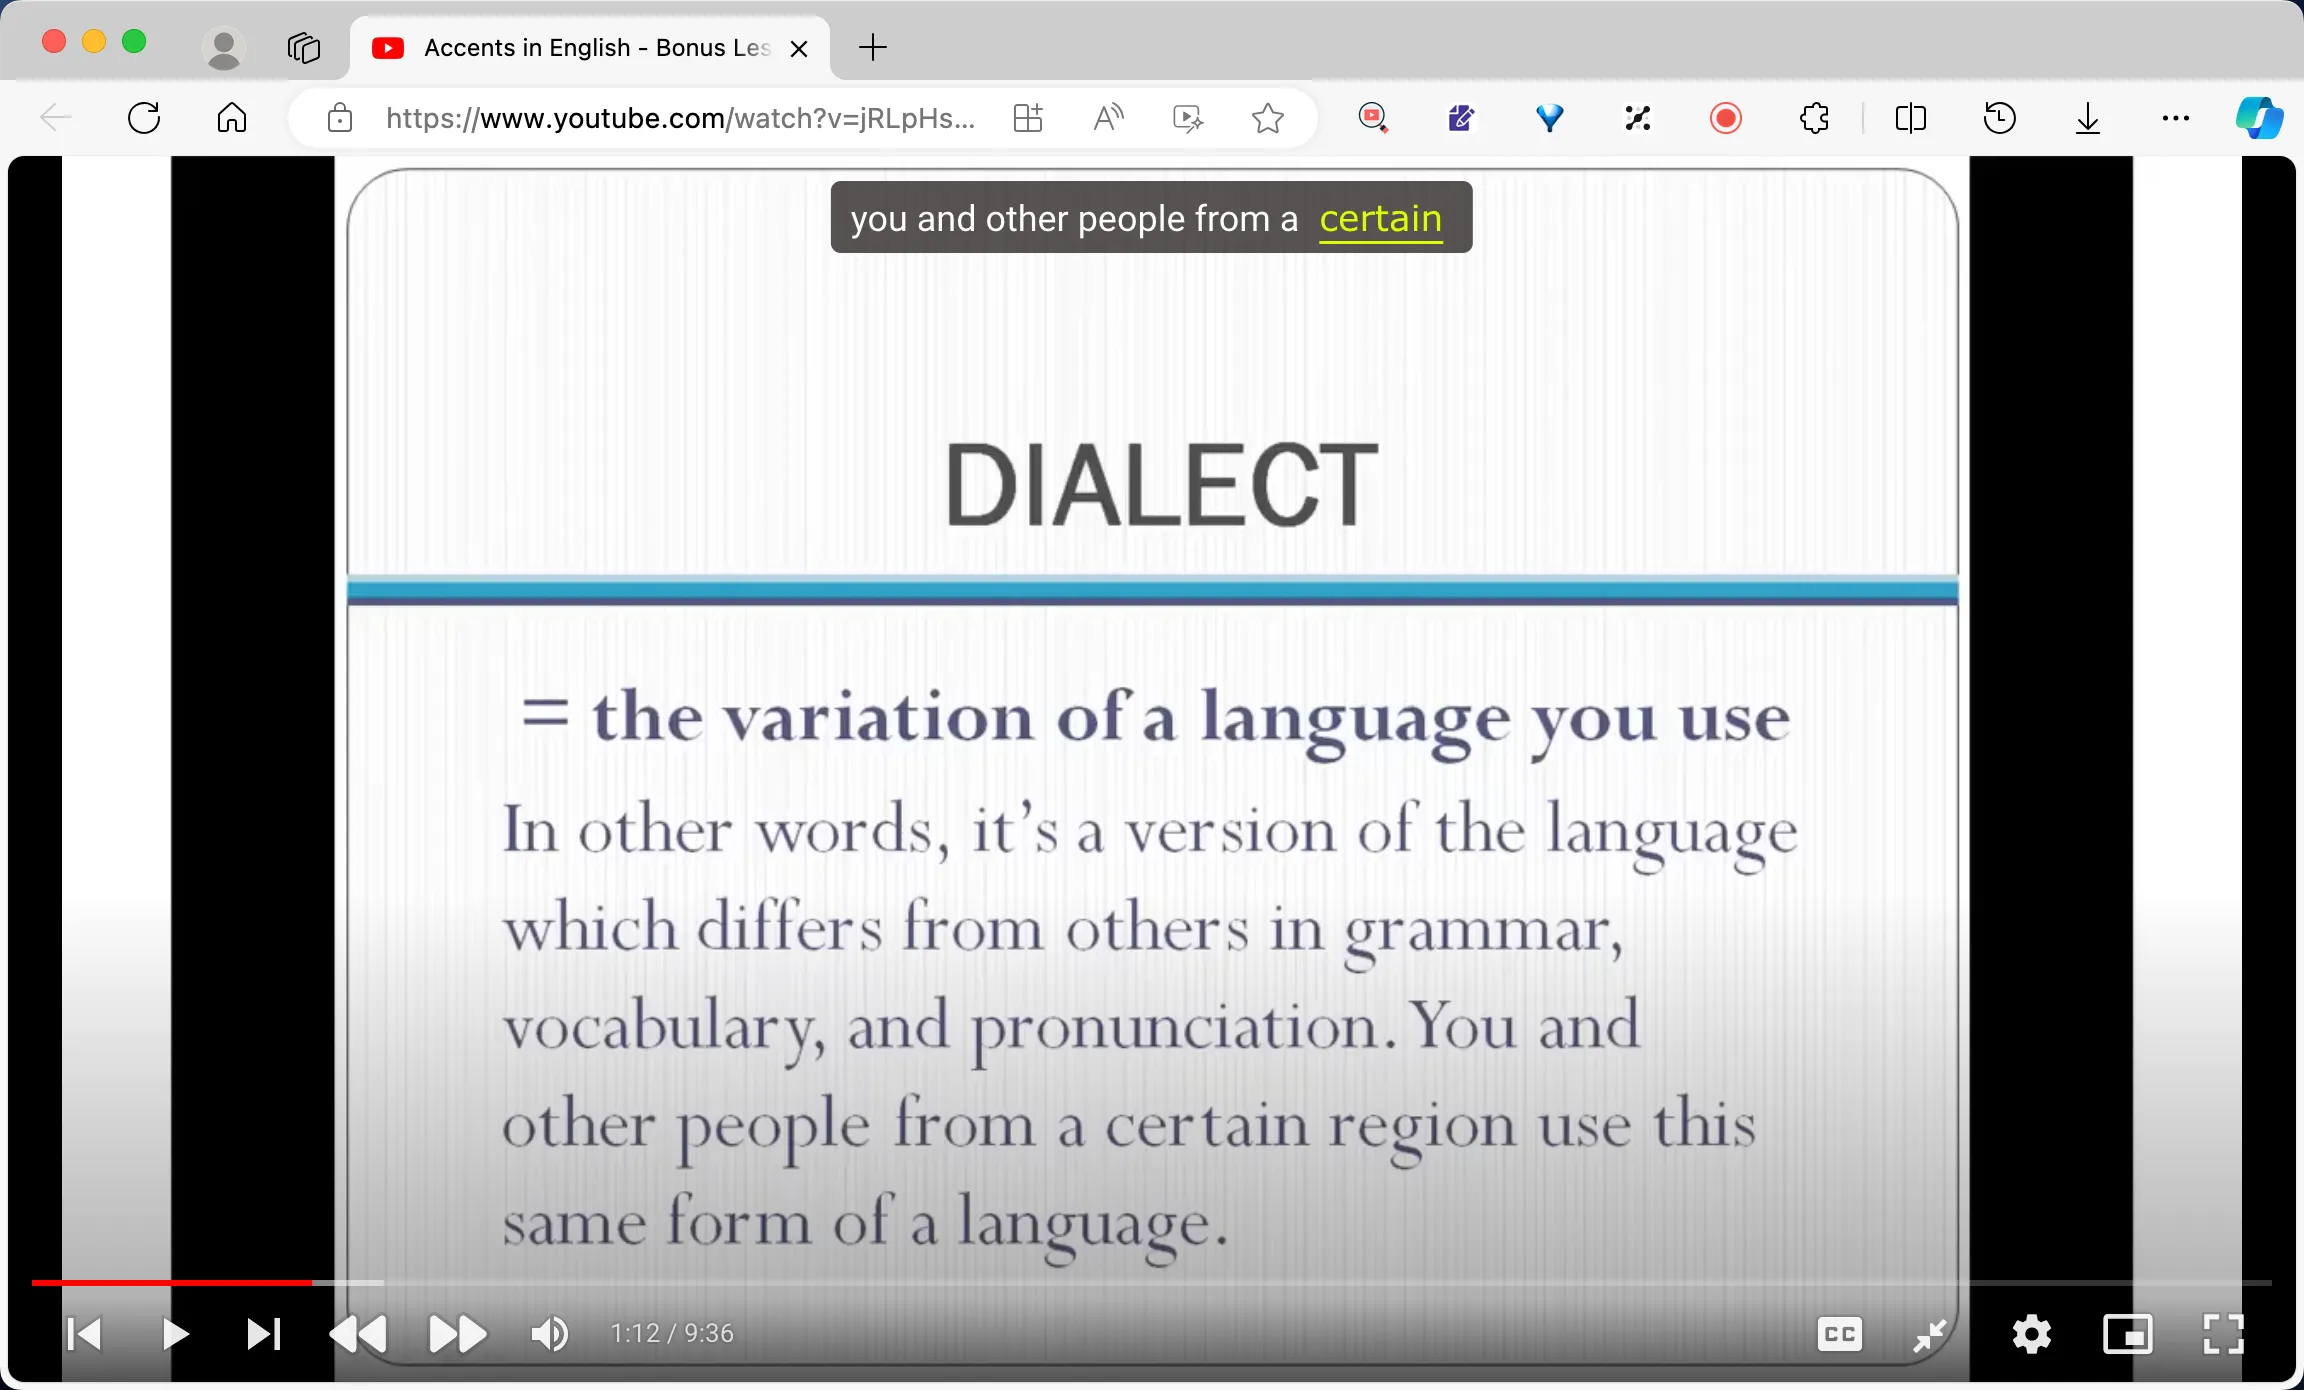 Accents in English - Bonus Les
https://www.youtube.com/watch?v=jRLpHs...
you and other people from a certain
DIALECT
= the variation of a language you use
In other words, it's a version of the language
which differs from others in grammar,
vocabulary, and pronunciation. You and
other people from a certain region use this
same form of a language.
1:12 / 9:36
CC